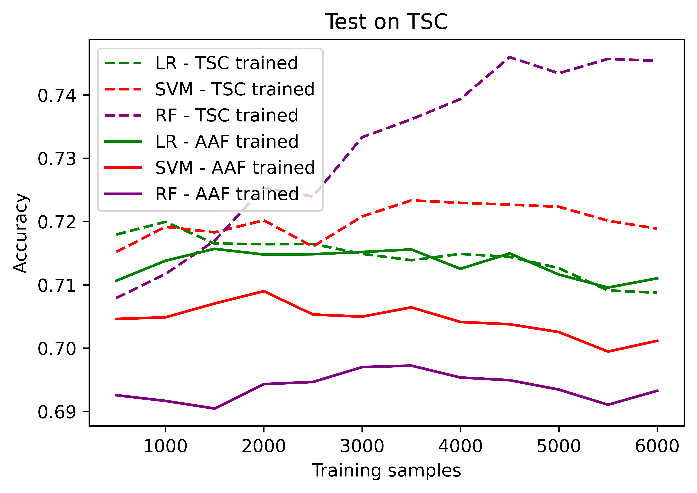 Test on TSC
LR - TSC trained
SVM - TSC trained
RF - TSC trained
LR - AAF trained
SVM - AAF trained
RF - AAF trained
Accuracy
0.74
0.73
0.72
0.71
0.70
0.69
1000 2000 3000 4000 5000 6000
Training samples